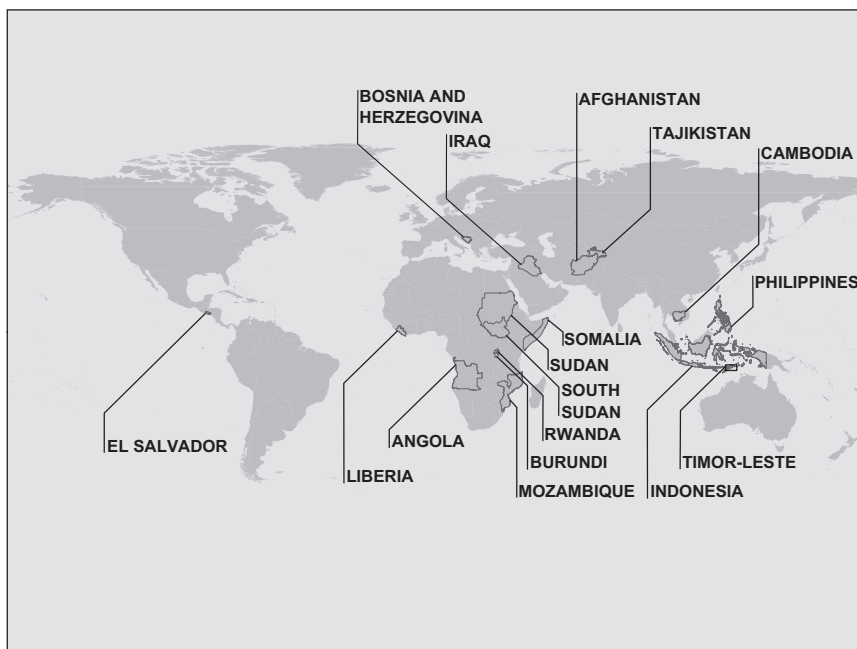 BOSNIA AND
HERZEGOVINA
IRAQ
AFGHANISTAN
TAJIKISTAN
CAMBODIA
PHILIPPINES
SOMALIA
SUDAN
SOUTH
SUDAN
RWANDA
BURUNDI
MOZAMBIQUE
ANGOLA
LIBERIA
EL SALVADOR
TIMOR-LESTE
INDONESIA